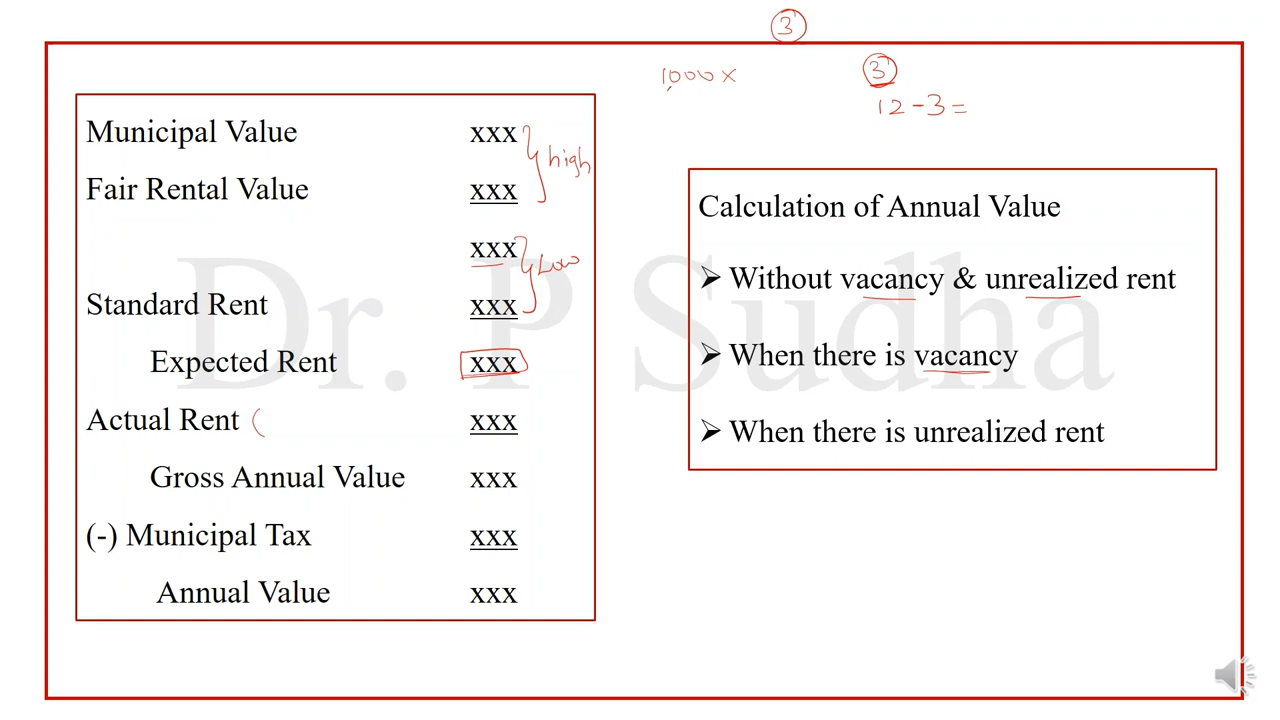 3
1000 x
3
12 - 3 =
Municipal Value xxx
Fair Rental Value xxx
high
xxx
Low
Standard Rent xxx
Expected Rent xxx
Actual Rent ( xxx
Gross Annual Value xxx
(-) Municipal Tax xxx
Annual Value xxx
Calculation of Annual Value
➢ Without vacancy & unrealized rent
➢ When there is vacancy
➢ When there is unrealized rent
Dr. P Sudha